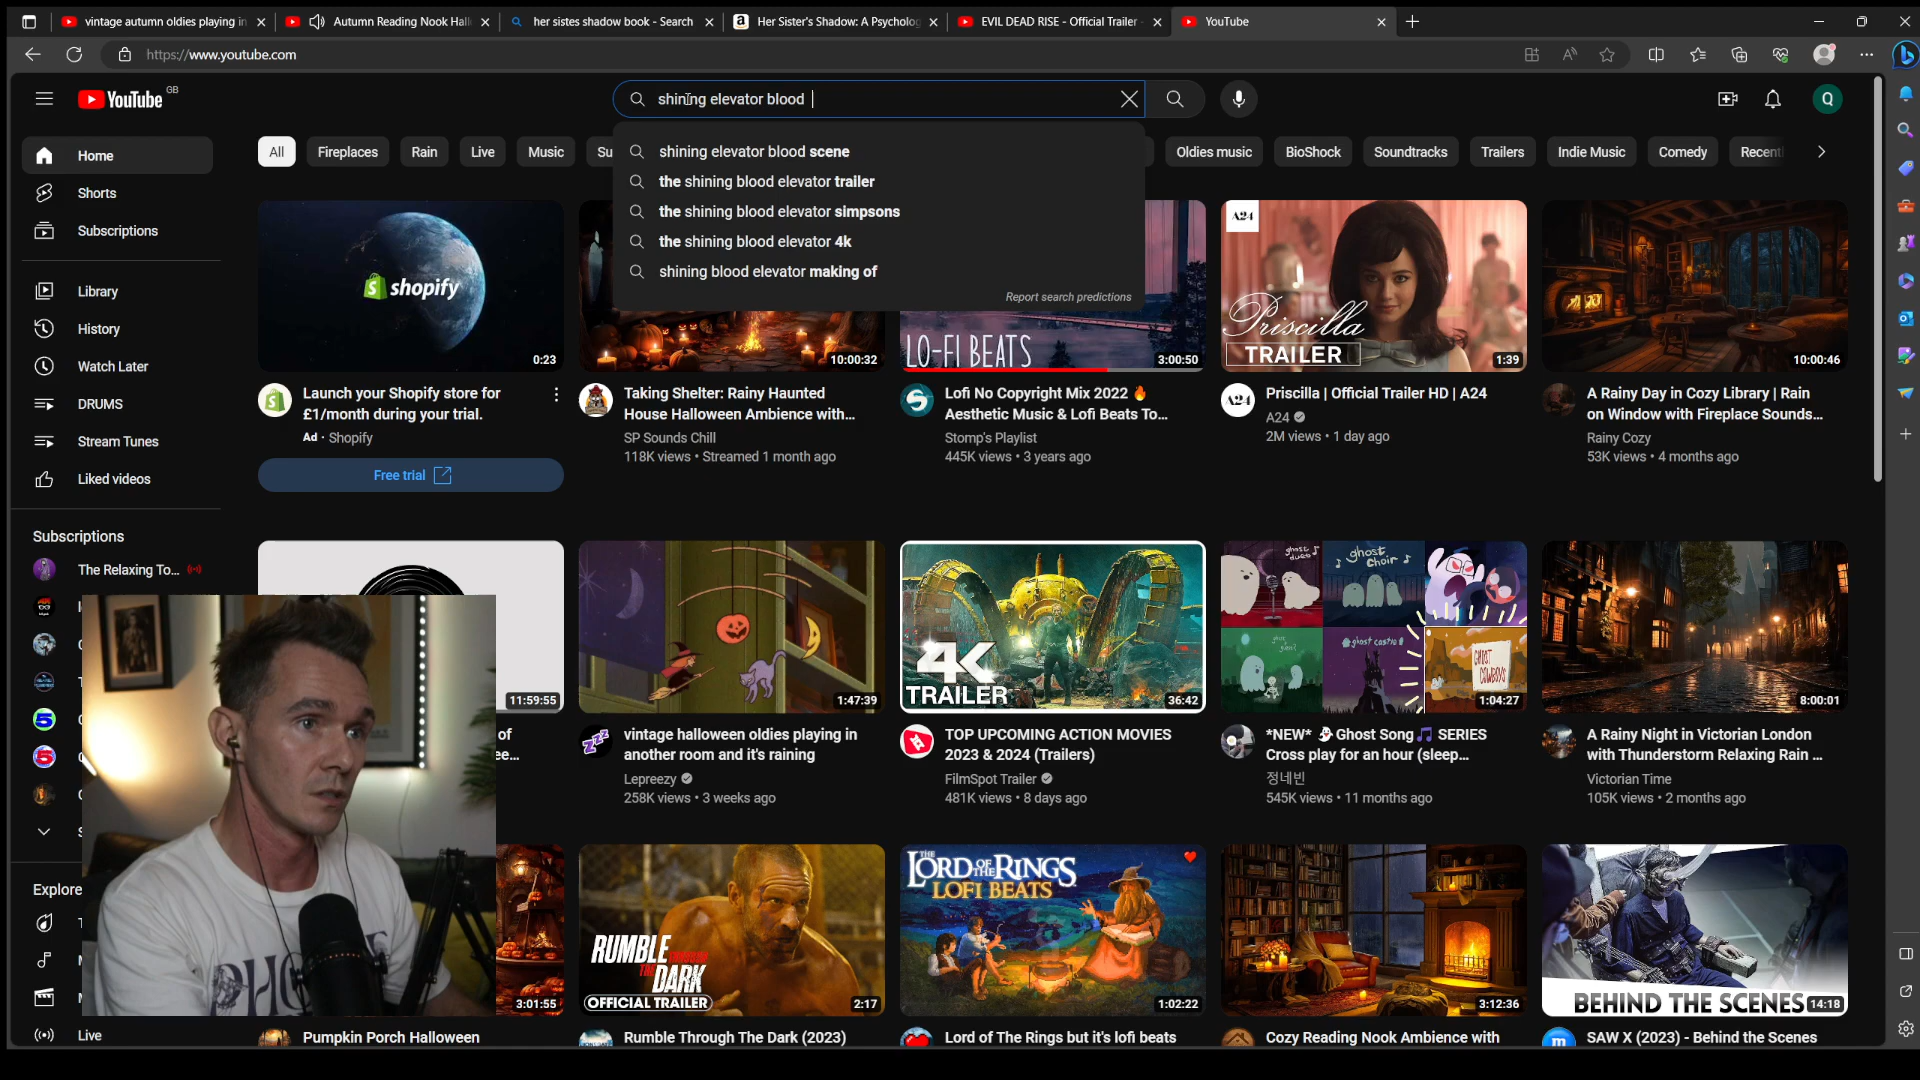 vintage autumn oldies playing in
Autumn Reading Nook Hall
her sistes shadow book - Search
Her Sister's Shadow: A Psycholog
EVIL DEAD RISE - Official Trailer
YouTube
https://www.youtube.com
YouTube GB
shining elevator blood
Q
shining elevator blood scene
the shining blood elevator trailer
the shining blood elevator simpsons
the shining blood elevator 4k
shining blood elevator making of
Report search predictions
All
Fireplaces
Rain
Live
Music
Su
Oldies music
BioShock
Soundtracks
Trailers
Indie Music
Comedy
Recent
Home
Shorts
Subscriptions
Library
History
Watch Later
DRUMS
Stream Tunes
Liked videos
Subscriptions
The Relaxing To...
Explore
Live
shopify
0:23
Launch your Shopify store for
£1/month during your trial.
Ad · Shopify
Free trial
10:00:32
Taking Shelter: Rainy Haunted
House Halloween Ambience with...
SP Sounds Chill
118K views • Streamed 1 month ago
LO-FI BEATS
3:00:50
Lofi No Copyright Mix 2022 🔥
Aesthetic Music & Lofi Beats To...
Stomp's Playlist
445K views • 3 years ago
A24
Priscilla
TRAILER
1:39
A24
Priscilla | Official Trailer HD | A24
A24
2M views • 1 day ago
10:00:46
A Rainy Day in Cozy Library | Rain
on Window with Fireplace Sounds...
Rainy Cozy
53K views • 4 months ago
11:59:55
of
ee...
1:47:39
vintage halloween oldies playing in
another room and it's raining
Lepreezy
258K views • 3 weeks ago
4K
TRAILER
36:42
TOP UPCOMING ACTION MOVIES
2023 & 2024 (Trailers)
FilmSpot Trailer
481K views • 8 days ago
ghost duet
ghost choir
ghost castle
GHOST COWBOYS
1:04:27
*NEW* 👻Ghost Song🎵 SERIES
Cross play for an hour (sleep...
정네빈
545K views • 11 months ago
8:00:01
A Rainy Night in Victorian London
with Thunderstorm Relaxing Rain ...
Victorian Time
105K views • 2 months ago
3:01:55
Pumpkin Porch Halloween
RUMBLE
THROUGH
THE DARK
OFFICIAL TRAILER
2:17
Rumble Through The Dark (2023)
THE
LORD OF THE RINGS
LOFI BEATS
1:02:22
Lord of The Rings but it's lofi beats
3:12:36
Cozy Reading Nook Ambience with
BEHIND THE SCENES
14:18
SAW X (2023) - Behind the Scenes